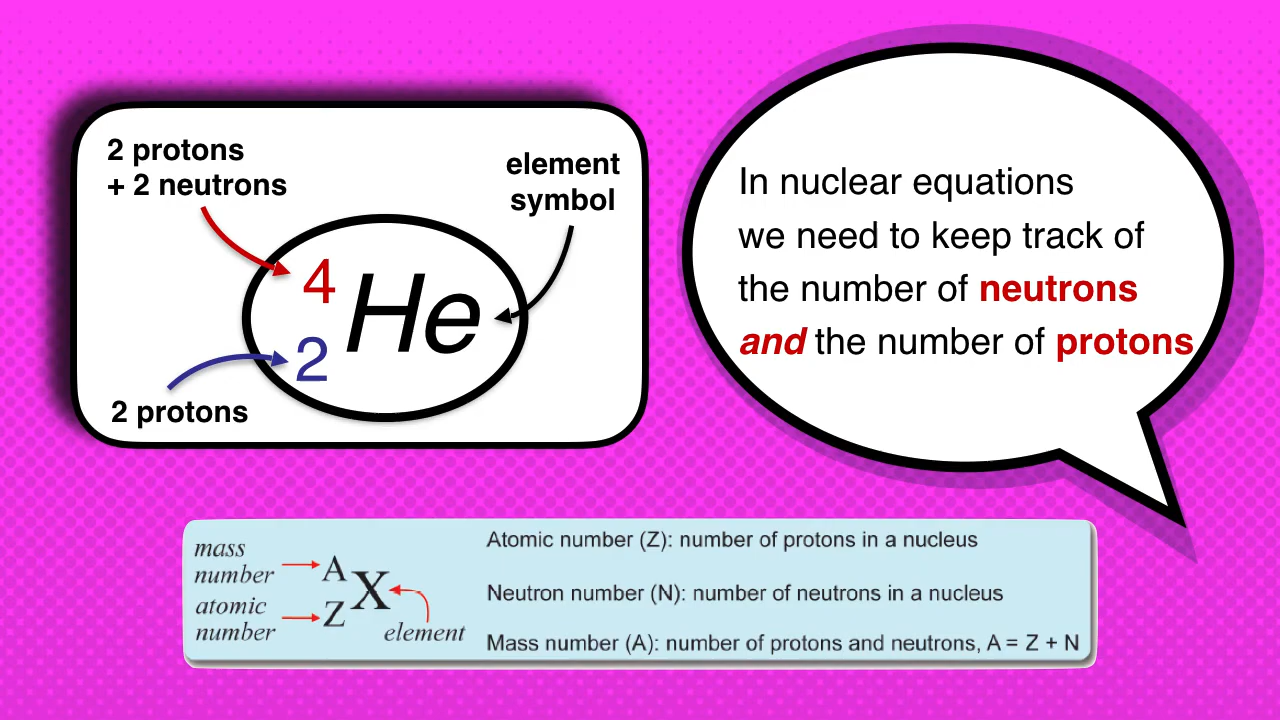 2 protons
+ 2 neutrons
element
symbol
4
He
2
2 protons
In nuclear equations
we need to keep track of
the number of neutrons
and the number of protons
mass
number
A
X
atomic
number
Z
element
Atomic number (Z): number of protons in a nucleus
Neutron number (N): number of neutrons in a nucleus
Mass number (A): number of protons and neutrons, A = Z + N